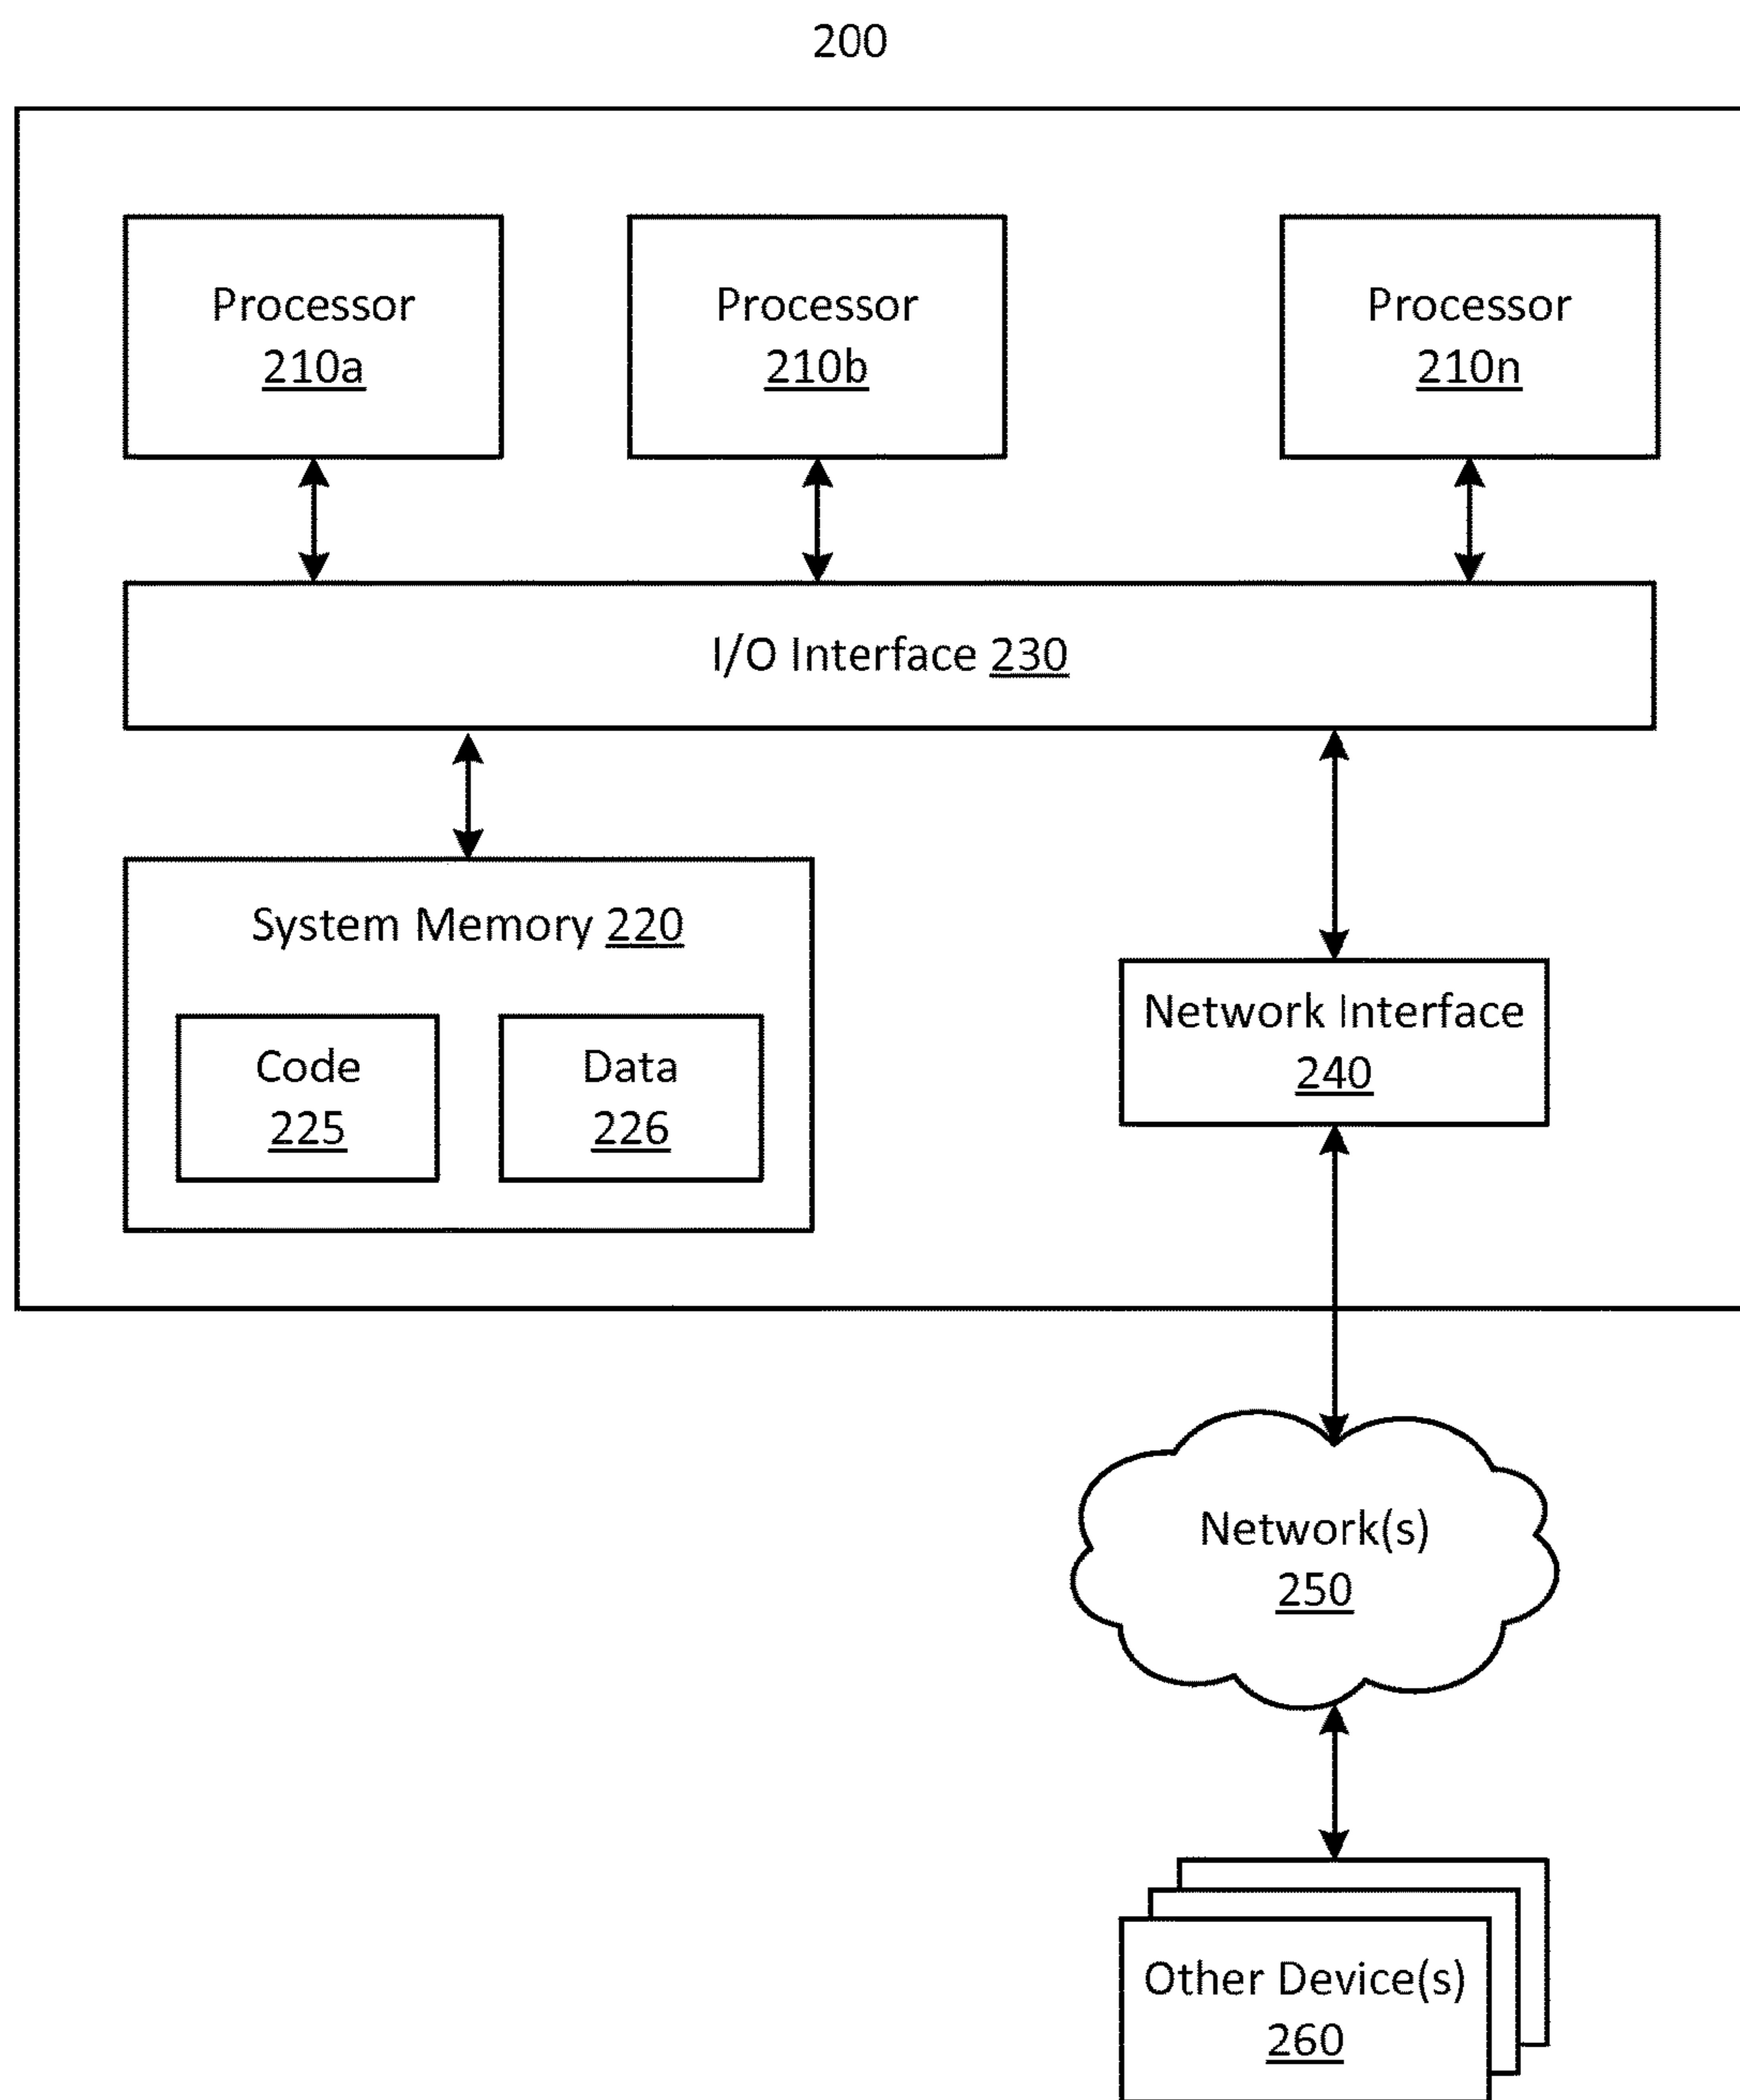 200
Processor
210a
Processor
210b
Processor
210n
I/O Interface 230
System Memory 220
Code
225
Data
226
Network Interface
240
Network(s)
250
Other Device(s)
260